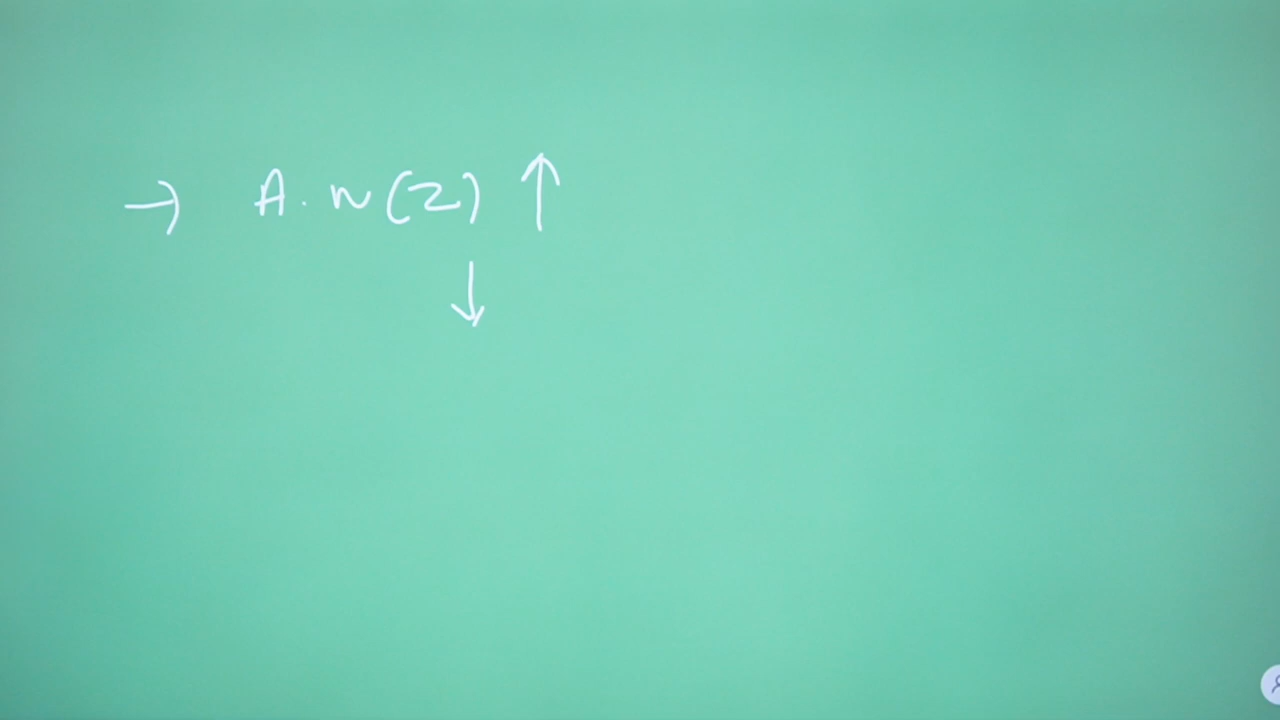 → A. N (Z) ↑
↓